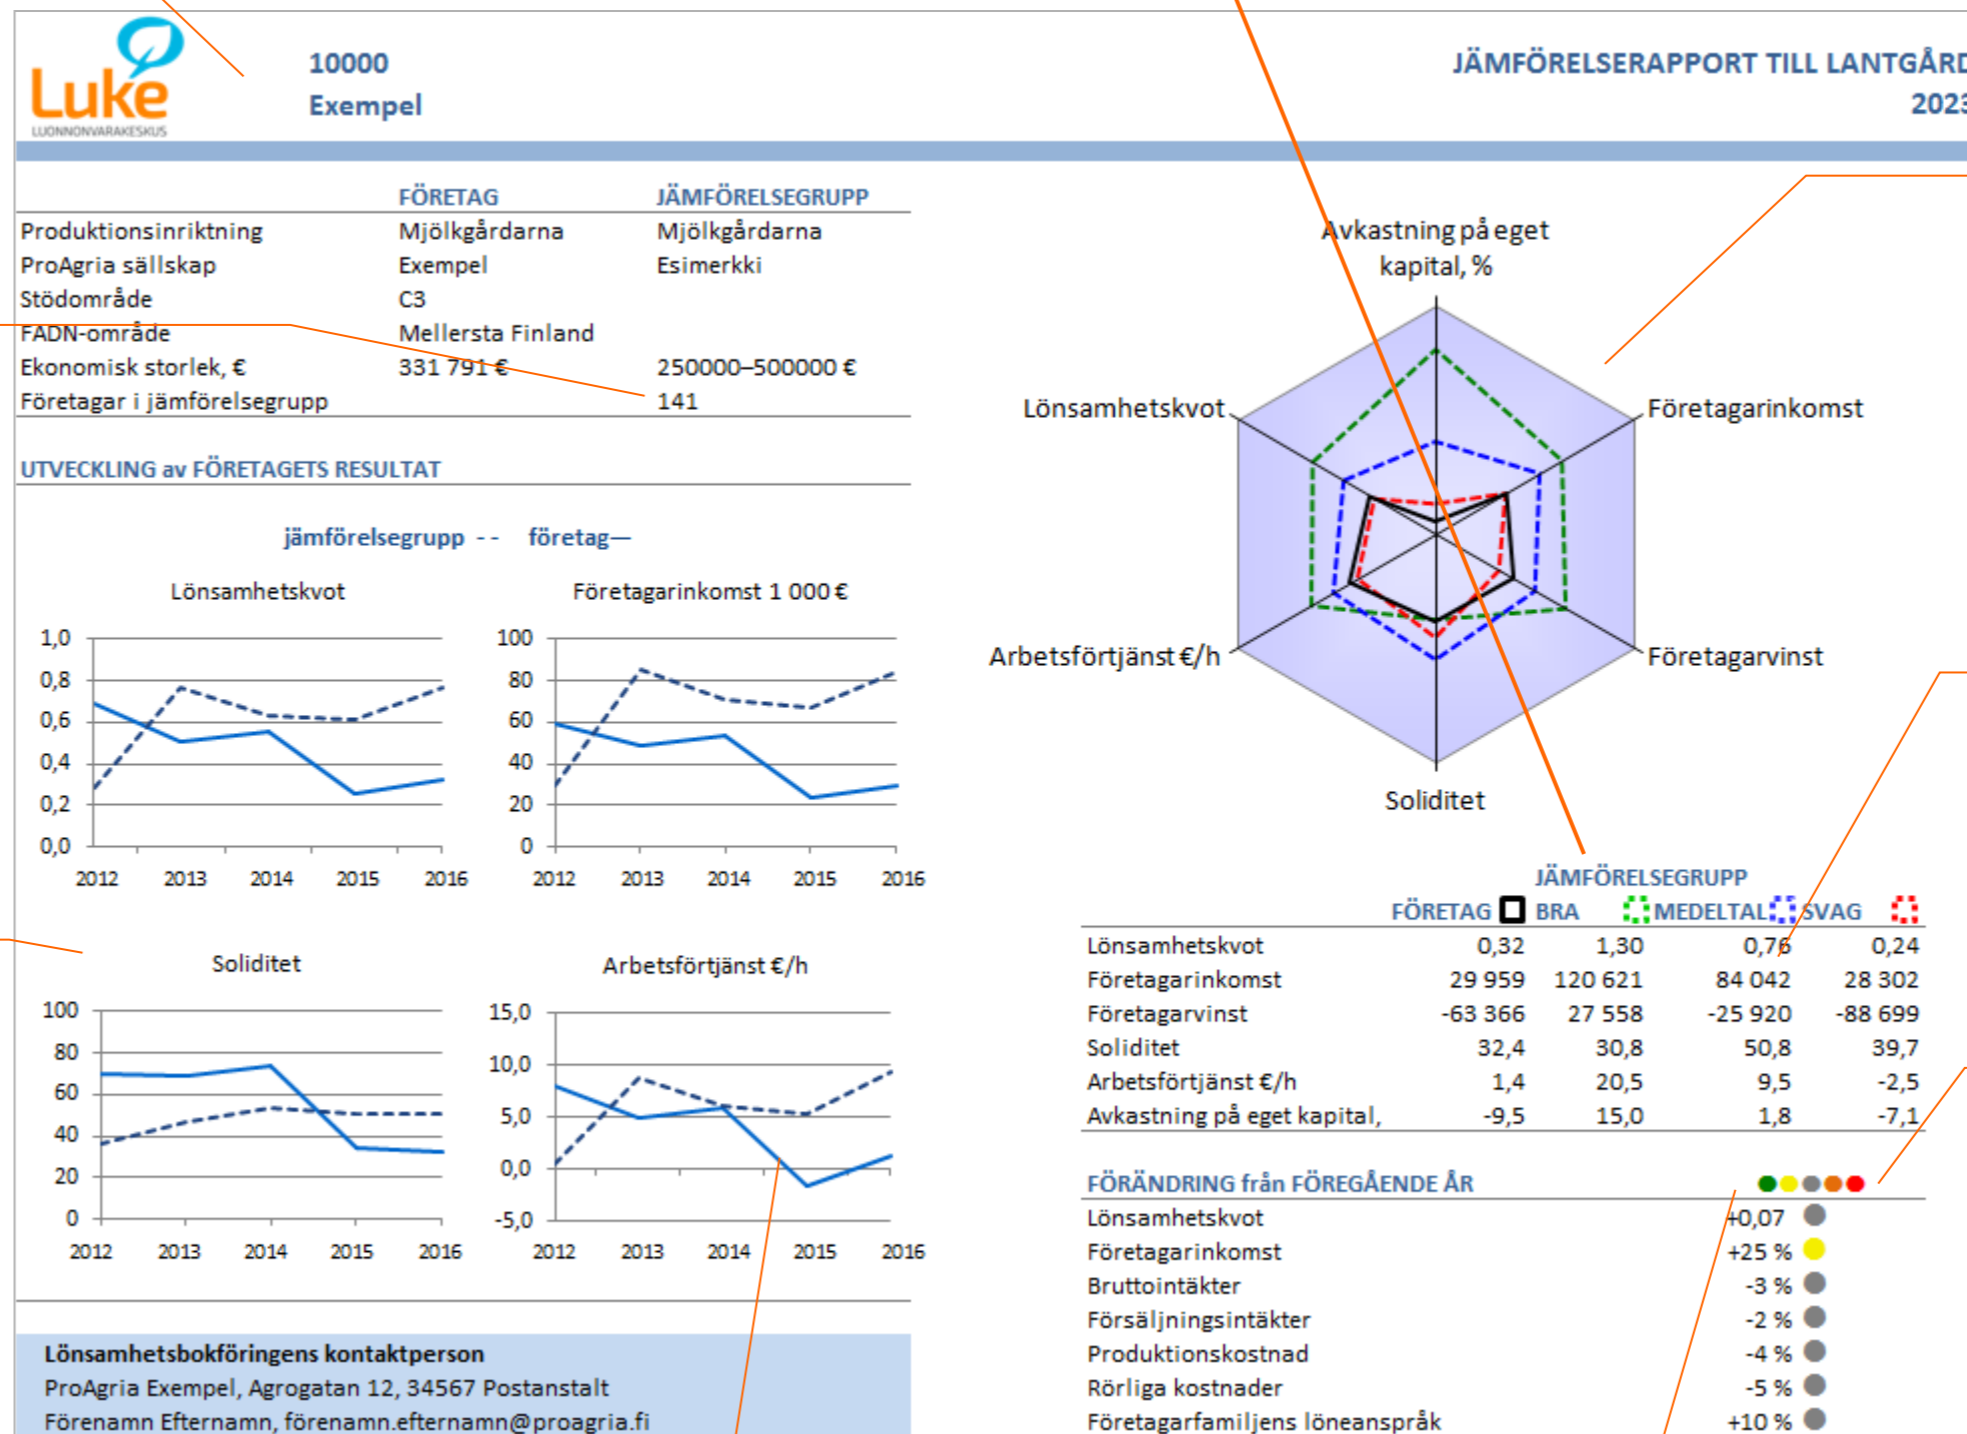 Luke
LUONNONVARAKESKUS
10000
Exempel
JÄMFÖRELSERAPPORT TILL LANTGÅRD
2023
FÖRETAG JÄMFÖRELSEGRUPP
Produktionsinriktning Mjölkgårdarna Mjölkgårdarna
ProAgria sällskap Exempel Esimerkki
Stödområde C3
FADN-område Mellersta Finland
Ekonomisk storlek, € 331 791 € 250000–500000 €
Företagar i jämförelsegrupp 141
UTVECKLING av FÖRETAGETS RESULTAT
jämförelsegrupp - - företag—
Lönsamhetskvot
1,0
0,8
0,6
0,4
0,2
0,0
2012 2013 2014 2015 2016
Företagarinkomst 1 000 €
100
80
60
40
20
0
2012 2013 2014 2015 2016
Soliditet
100
80
60
40
20
0
2012 2013 2014 2015 2016
Arbetsförtjänst €/h
15,0
10,0
5,0
0,0
-5,0
2012 2013 2014 2015 2016
Lönsamhetsbokföringens kontaktperson
ProAgria Exempel, Agrogatan 12, 34567 Postanstalt
Förenamn Efternamn, förenamn.efternamn@proagria.fi
Avkastning på eget
kapital, %
Lönsamhetskvot
Företagarinkomst
Arbetsförtjänst €/h
Företagarvinst
Soliditet
JÄMFÖRELSEGRUPP
FÖRETAG BRA MEDELTAL SVAG
Lönsamhetskvot 0,32 1,30 0,76 0,24
Företagarinkomst 29 959 120 621 84 042 28 302
Företagarvinst -63 366 27 558 -25 920 -88 699
Soliditet 32,4 30,8 50,8 39,7
Arbetsförtjänst €/h 1,4 20,5 9,5 -2,5
Avkastning på eget kapital, -9,5 15,0 1,8 -7,1
FÖRÄNDRING från FÖREGÅENDE ÅR
Lönsamhetskvot +0,07
Företagarinkomst +25 %
Bruttointäkter -3 %
Försäljningsintäkter -2 %
Produktionskostnad -4 %
Rörliga kostnader -5 %
Företagarfamiljens löneanspråk +10 %